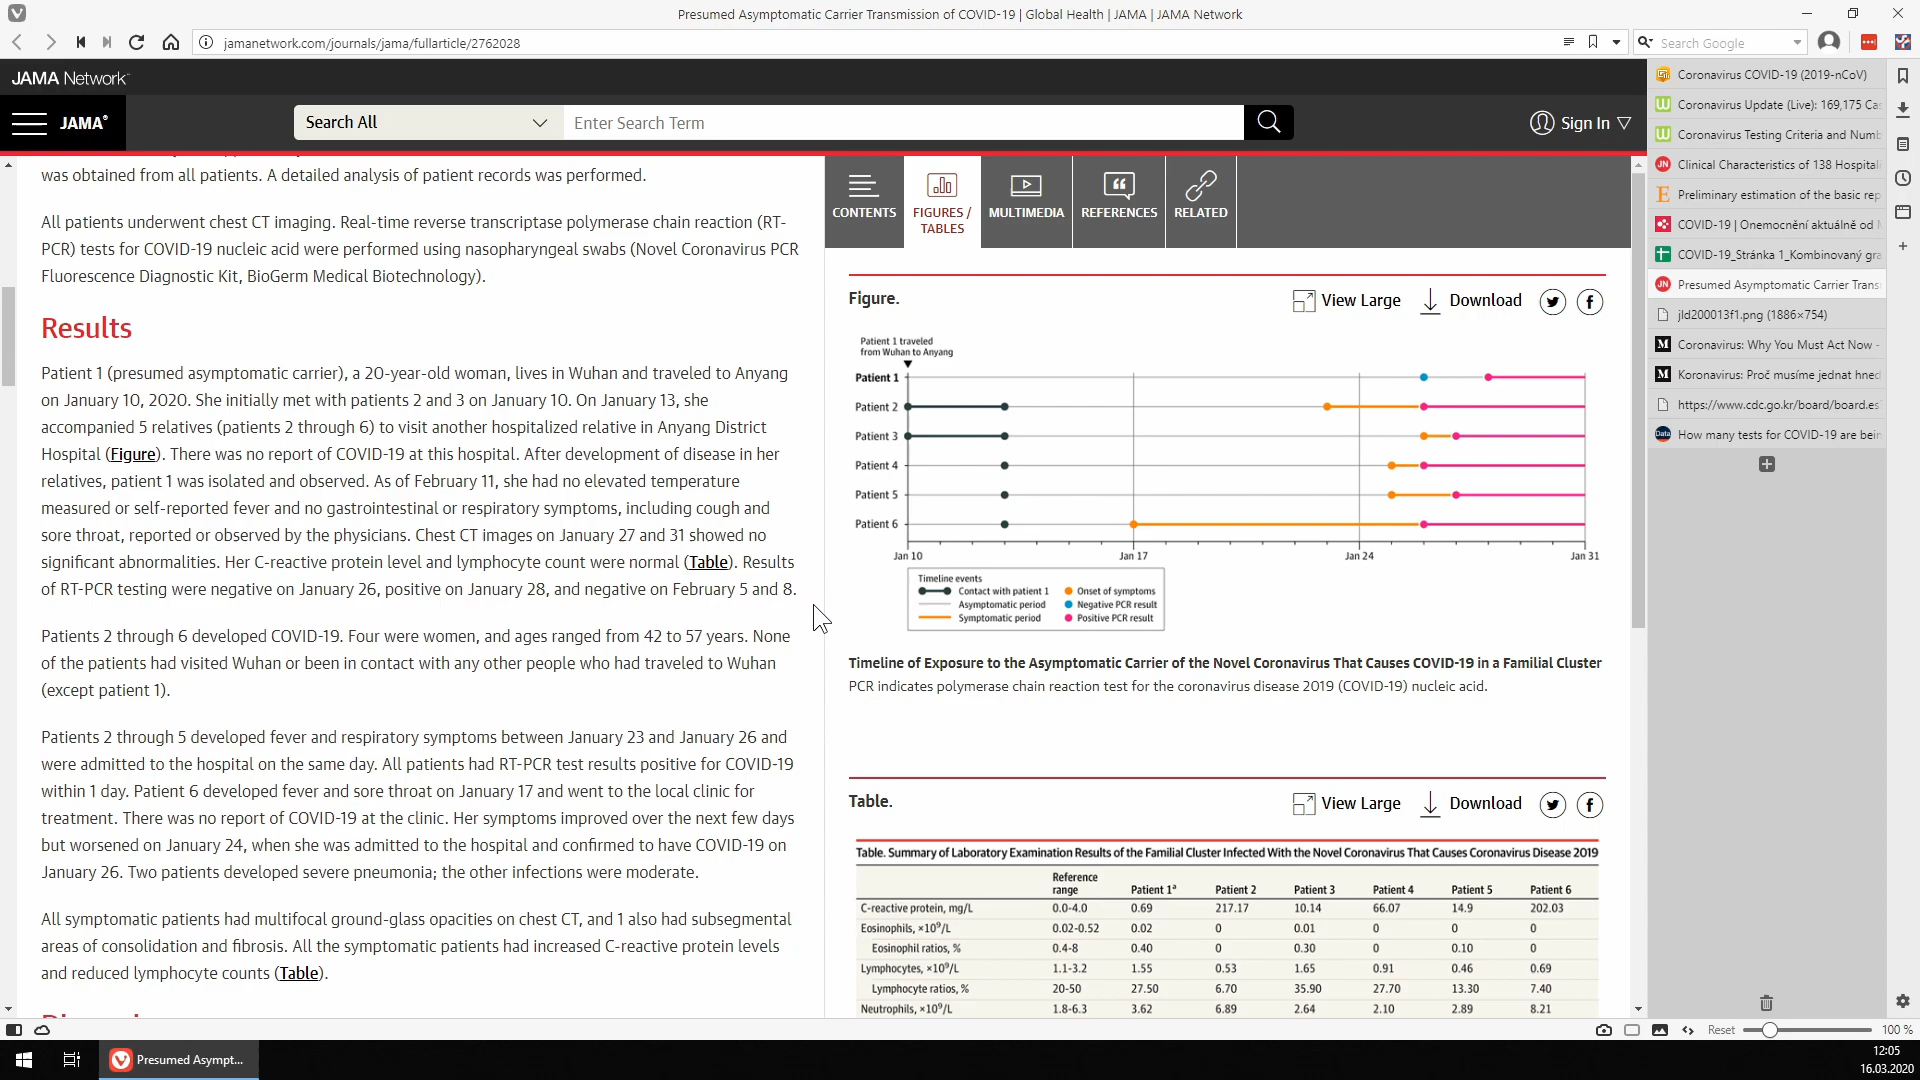 Presumed Asymptomatic Carrier Transmission of COVID-19 | Global Health | JAMA | JAMA Network
jamanetwork.com/journals/jama/fullarticle/2762028
Search Google
JAMA Network
JAMA
Search All
Enter Search Term
Sign In
was obtained from all patients. A detailed analysis of patient records was performed.
All patients underwent chest CT imaging. Real-time reverse transcriptase polymerase chain reaction (RT-
PCR) tests for COVID-19 nucleic acid were performed using nasopharyngeal swabs (Novel Coronavirus PCR
Fluorescence Diagnostic Kit, BioGerm Medical Biotechnology).
Results
Patient 1 (presumed asymptomatic carrier), a 20-year-old woman, lives in Wuhan and traveled to Anyang
on January 10, 2020. She initially met with patients 2 and 3 on January 10. On January 13, she
accompanied 5 relatives (patients 2 through 6) to visit another hospitalized relative in Anyang District
Hospital (Figure). There was no report of COVID-19 at this hospital. After development of disease in her
relatives, patient 1 was isolated and observed. As of February 11, she had no elevated temperature
measured or self-reported fever and no gastrointestinal or respiratory symptoms, including cough and
sore throat, reported or observed by the physicians. Chest CT images on January 27 and 31 showed no
significant abnormalities. Her C-reactive protein level and lymphocyte count were normal (Table). Results
of RT-PCR testing were negative on January 26, positive on January 28, and negative on February 5 and 8.
Patients 2 through 6 developed COVID-19. Four were women, and ages ranged from 42 to 57 years. None
of the patients had visited Wuhan or been in contact with any other people who had traveled to Wuhan
(except patient 1).
Patients 2 through 5 developed fever and respiratory symptoms between January 23 and January 26 and
were admitted to the hospital on the same day. All patients had RT-PCR test results positive for COVID-19
within 1 day. Patient 6 developed fever and sore throat on January 17 and went to the local clinic for
treatment. There was no report of COVID-19 at the clinic. Her symptoms improved over the next few days
but worsened on January 24, when she was admitted to the hospital and confirmed to have COVID-19 on
January 26. Two patients developed severe pneumonia; the other infections were moderate.
All symptomatic patients had multifocal ground-glass opacities on chest CT, and 1 also had subsegmental
areas of consolidation and fibrosis. All the symptomatic patients had increased C-reactive protein levels
and reduced lymphocyte counts (Table).
CONTENTS
FIGURES /
TABLES
MULTIMEDIA
REFERENCES
RELATED
Figure.
View Large
Download
Patient 1 traveled
from Wuhan to Anyang
Patient 1
Patient 2
Patient 3
Patient 4
Patient 5
Patient 6
Jan 10 Jan 17 Jan 24 Jan 31
Timeline events
Contact with patient 1 Onset of symptoms
Asymptomatic period Negative PCR result
Symptomatic period Positive PCR result
Timeline of Exposure to the Asymptomatic Carrier of the Novel Coronavirus That Causes COVID-19 in a Familial Cluster
PCR indicates polymerase chain reaction test for the coronavirus disease 2019 (COVID-19) nucleic acid.
Table.
View Large
Download
Table. Summary of Laboratory Examination Results of the Familial Cluster Infected With the Novel Coronavirus That Causes Coronavirus Disease 2019
Reference
range Patient 1a Patient 2 Patient 3 Patient 4 Patient 5 Patient 6
C-reactive protein, mg/L 0.0-4.0 0.69 217.17 10.14 66.07 14.9 202.03
Eosinophils, ×10⁹/L 0.02-0.52 0.02 0 0.01 0 0 0
Eosinophil ratios, % 0.4-8 0.40 0 0.30 0 0.10 0
Lymphocytes, ×10⁹/L 1.1-3.2 1.55 0.53 1.65 0.91 0.46 0.69
Lymphocyte ratios, % 20-50 27.50 6.70 35.90 27.70 13.30 7.40
Neutrophils, ×10⁹/L 1.8-6.3 3.62 6.89 2.64 2.10 2.89 8.21
Coronavirus COVID-19 (2019-nCoV)
Coronavirus Update (Live): 169,175 Ca
Coronavirus Testing Criteria and Numb
Clinical Characteristics of 138 Hospitali
Preliminary estimation of the basic rep
COVID-19 | Onemocnění aktuálně od
COVID-19_Stránka 1_Kombinovaný gra
Presumed Asymptomatic Carrier Trans
jld200013f1.png (1886×754)
Coronavirus: Why You Must Act Now -
Koronavirus: Proč musíme jednat hned
https://www.cdc.go.kr/board/board.es
How many tests for COVID-19 are bein
Reset
100 %
Presumed Asympt...
12:05
16.03.2020